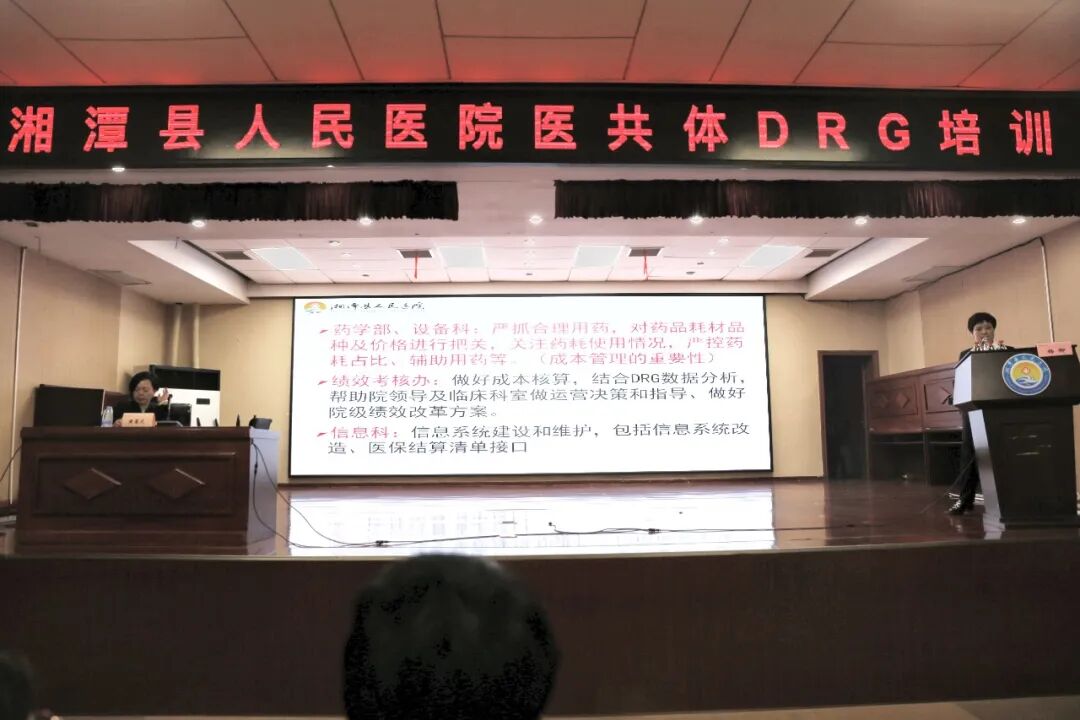 湘潭县人民医院医共体DRG培训
湘潭县人民医院
药学部、设备科：严抓合理用药，对药品耗材品
种及价格进行把关，关注药耗使用情况，严控药
耗占比、辅助用药等。（成本管理的重要性）
绩效考核办：做好成本核算，结合DRG数据分析，
帮助院领导及临床科室做运营决策和指导、做好
院级绩效改革方案。
信息科：信息系统建设和维护，包括信息系统改
造、医保结算清单接口